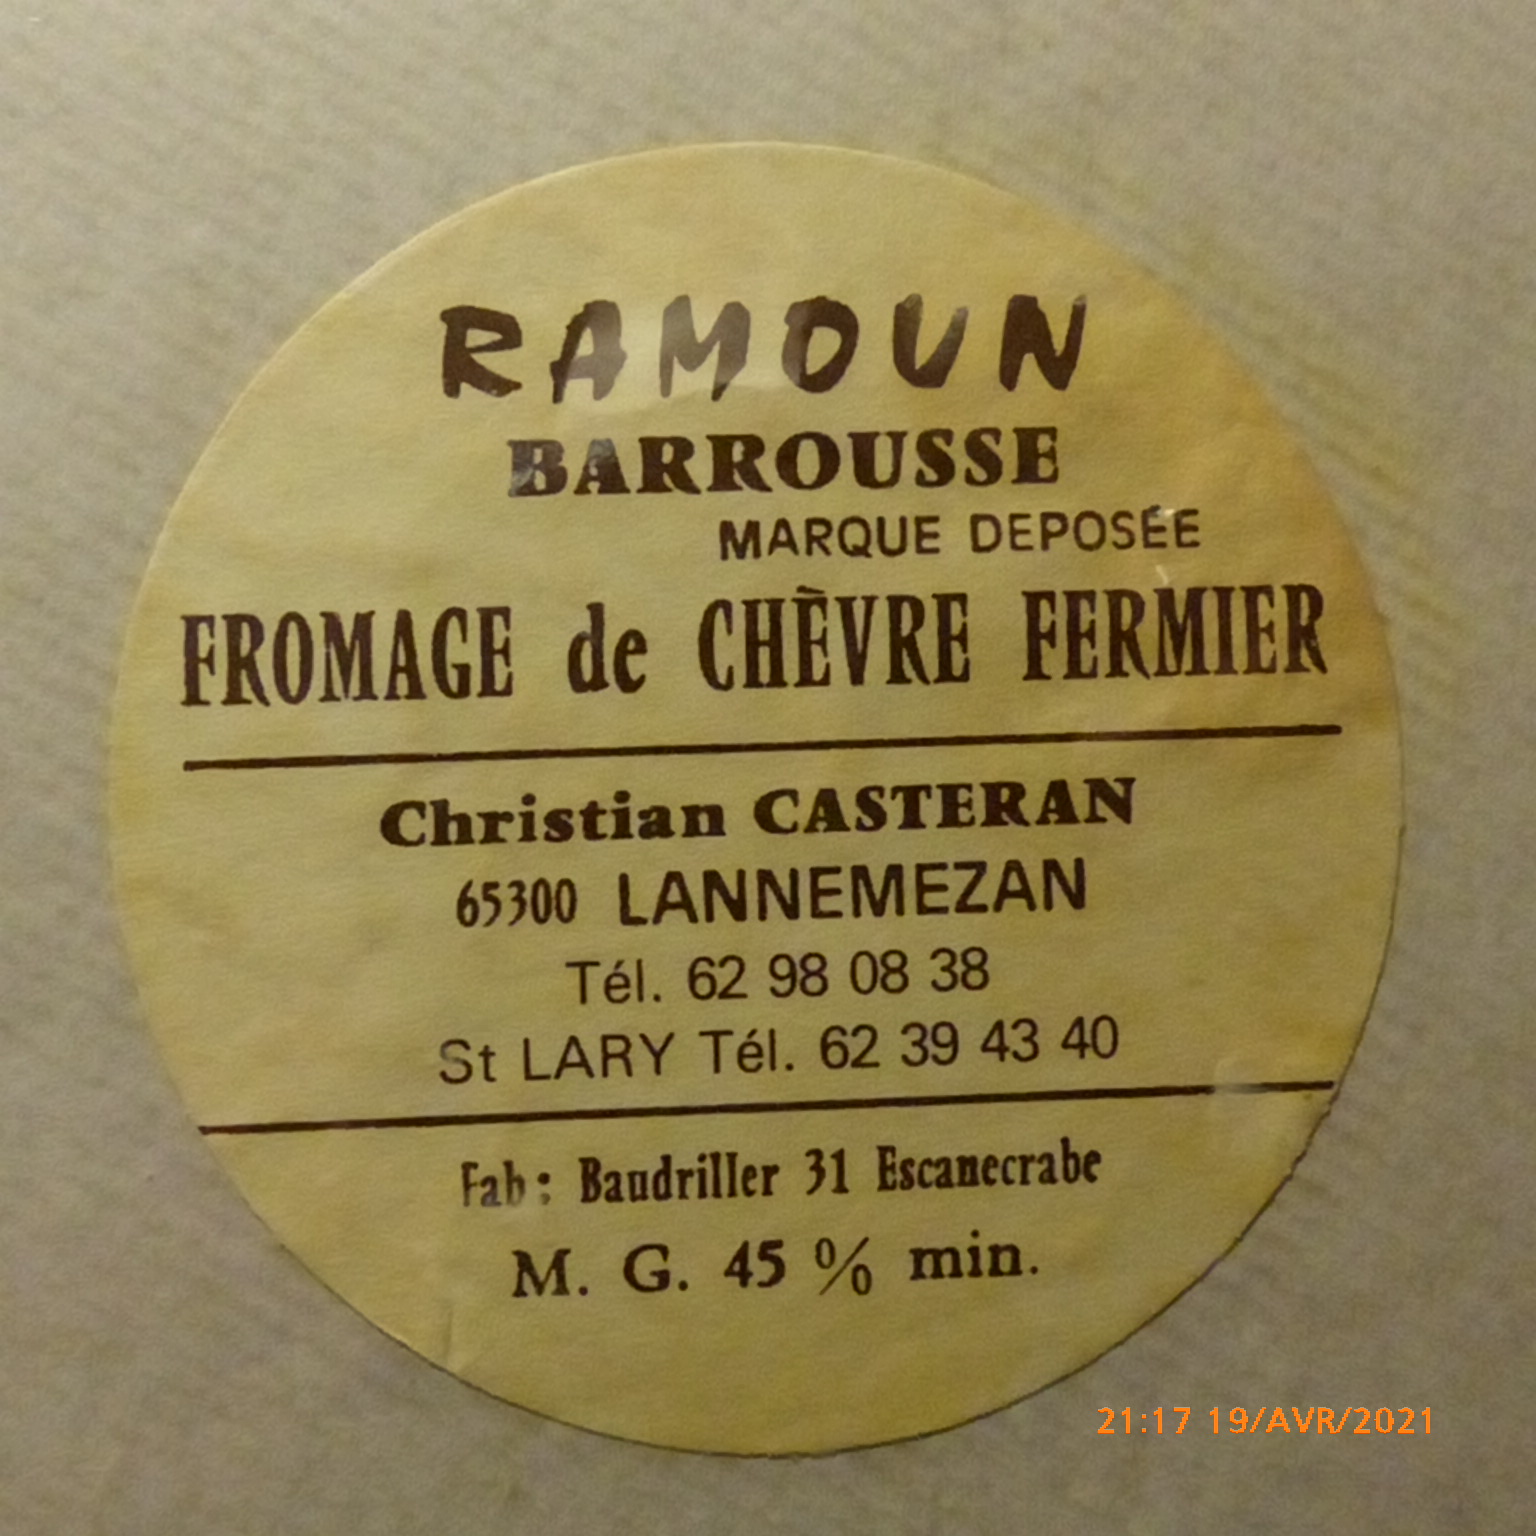 RAMOUN
BARROUSSE
MARQUE DEPOSÉE
FROMAGE de CHÈVRE FERMIER
Christian CASTERAN
65300 LANNEMEZAN
Tél. 62 98 08 38
St LARY Tél. 62 39 43 40
Fab: Baudriller 31 Escanecrabe
M. G. 45 % min.
21:17 19/AVR/2021